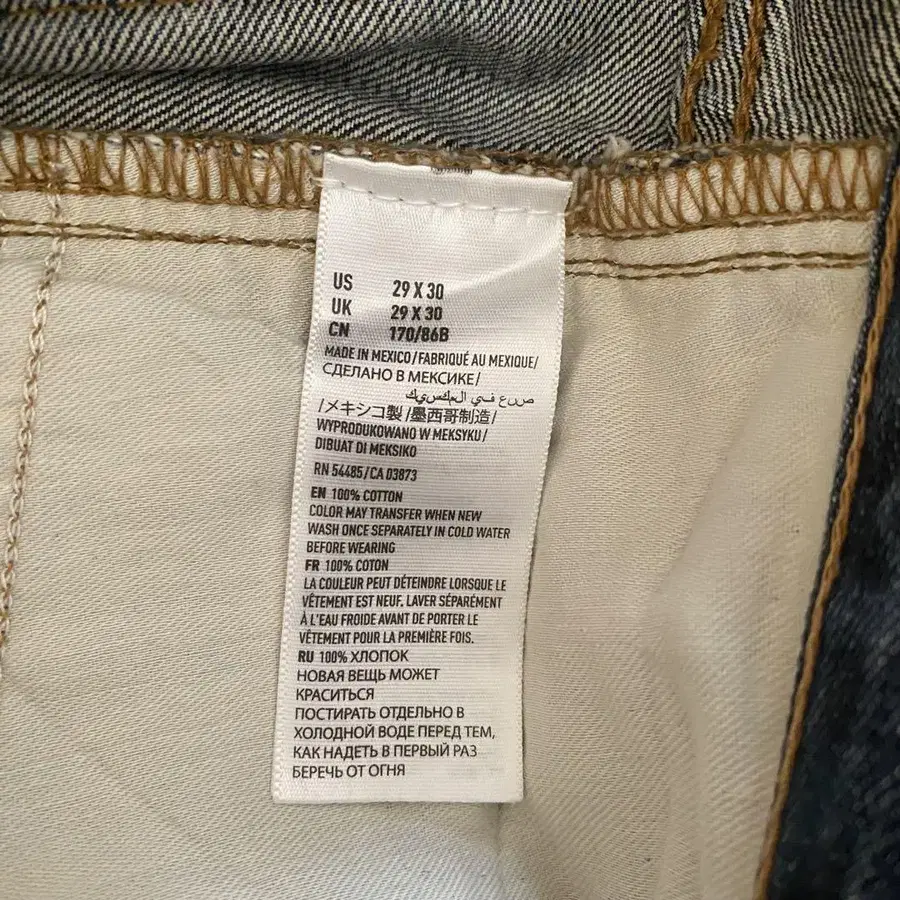 US 29 X 30
UK 29 X 30
CN 170/86B
MADE IN MEXICO/FABRIQUÉ AU MEXIQUE/
СДЕЛАНО В МЕКСИКЕ/
صنع في المكسيك
/メキシコ製/墨西哥制造/
WYPRODUKOWANO W MEKSYKU/
DIBUAT DI MEKSIKO
RN 54485/CA 03873
EN 100% COTTON
COLOR MAY TRANSFER WHEN NEW
WASH ONCE SEPARATELY IN COLD WATER
BEFORE WEARING
FR 100% COTON
LA COULEUR PEUT DÉTEINDRE LORSQUE LE
VÊTEMENT EST NEUF. LAVER SÉPARÉMENT
À L'EAU FROIDE AVANT DE PORTER LE
VÊTEMENT POUR LA PREMIÈRE FOIS.
RU 100% ХЛОПОК
НОВАЯ ВЕЩЬ МОЖЕТ
КРАСИТЬСЯ
ПОСТИРАТЬ ОТДЕЛЬНО В
ХОЛОДНОЙ ВОДЕ ПЕРЕД ТЕМ,
КАК НАДЕТЬ В ПЕРВЫЙ РАЗ
БЕРЕЧЬ ОТ ОГНЯ